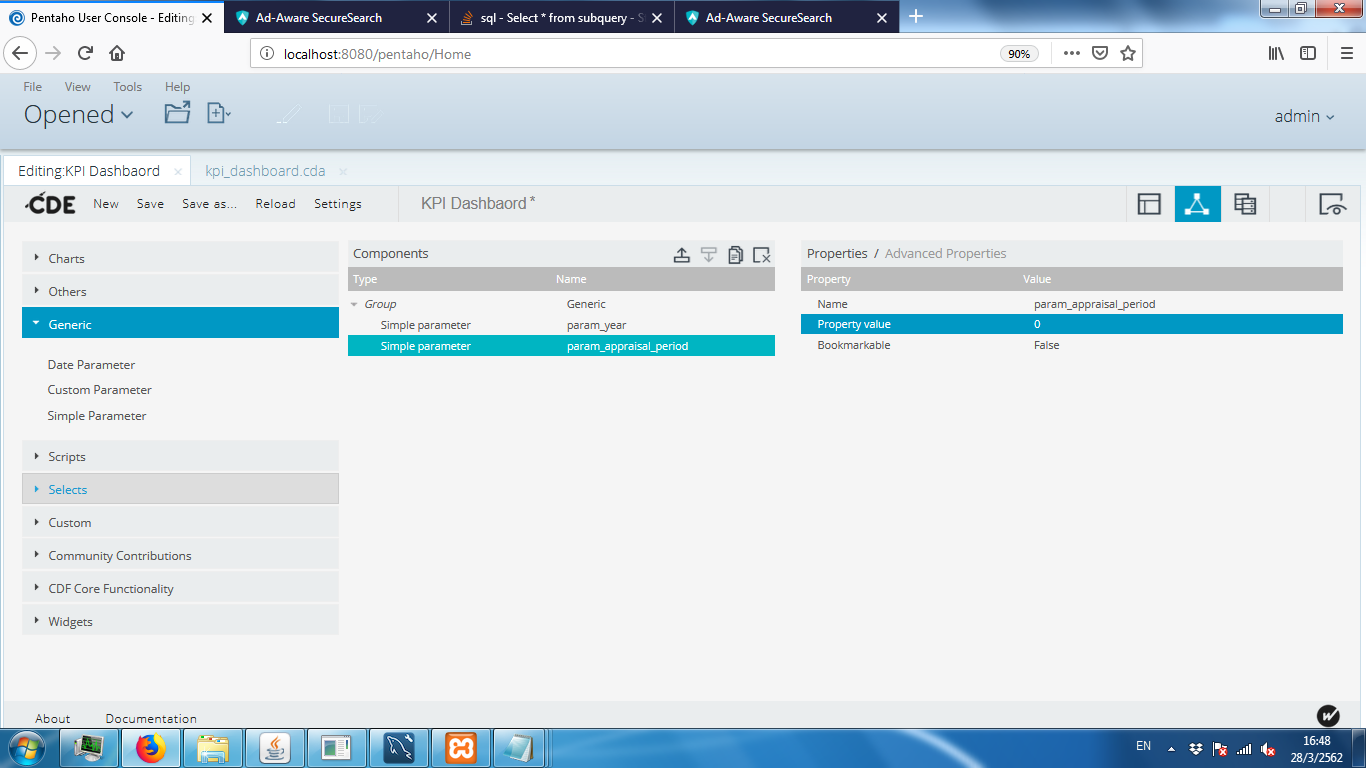 Pentaho User Console - Editing
Ad-Aware SecureSearch
sql - Select * from subquery - S
Ad-Aware SecureSearch
localhost:8080/pentaho/Home
90%
File View Tools Help
Opened
admin
Editing:KPI Dashbaord
kpi_dashboard.cda
CDE New Save Save as... Reload Settings
KPI Dashbaord *
Charts
Others
Generic
Date Parameter
Custom Parameter
Simple Parameter
Scripts
Selects
Custom
Community Contributions
CDF Core Functionality
Widgets
Components
Type Name
Group Generic
Simple parameter param_year
Simple parameter param_appraisal_period
Properties / Advanced Properties
Property Value
Name param_appraisal_period
Property value 0
Bookmarkable False
About Documentation
EN
16:48
28/3/2562